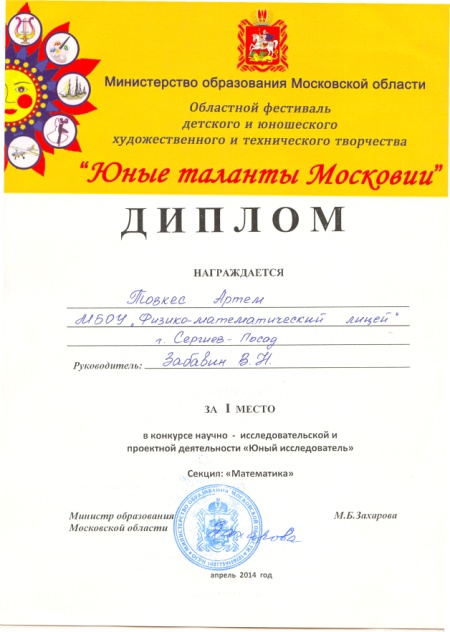 Министерство образования Московской области
Областной фестиваль
детского и юношеского
художественного и технического творчества
“Юные таланты Московии”
ДИПЛОМ
НАГРАЖДАЕТСЯ
Товкес Артем
МБОУ „Физико-математический лицей"
г. Сергиев-Посад
Руководитель: Забавин В.Н.
ЗА I МЕСТО
в конкурсе научно - исследовательской и
проектной деятельности «Юный исследователь»
Секция: «Математика»
Министр образования
Московской области
М.Б.Захарова
апрель 2014 год